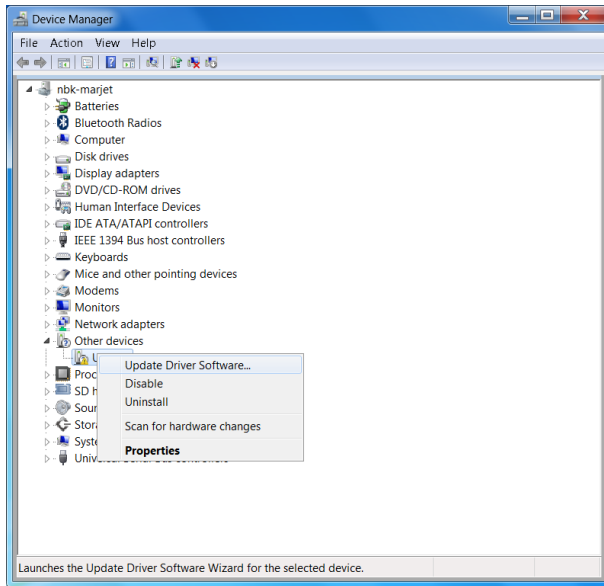 Device Manager
File Action View Help
nbk-marjet
Batteries
Bluetooth Radios
Computer
Disk drives
Display adapters
DVD/CD-ROM drives
Human Interface Devices
IDE ATA/ATAPI controllers
IEEE 1394 Bus host controllers
Keyboards
Mice and other pointing devices
Modems
Monitors
Network adapters
Other devices
Update Driver Software...
Disable
Uninstall
Scan for hardware changes
Properties
Launches the Update Driver Software Wizard for the selected device.